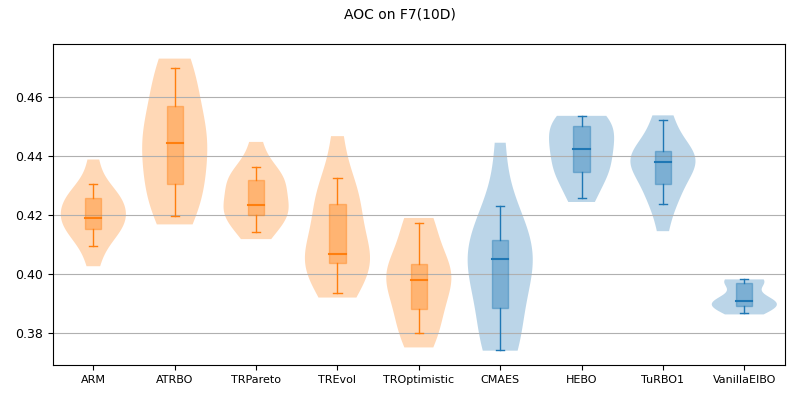 AOC on F7(10D)
0.46
0.44
0.42
0.40
0.38
ARM ATRBO TRPareto TREvol TROptimistic CMAES HEBO TuRBO1 VanillaEIBO